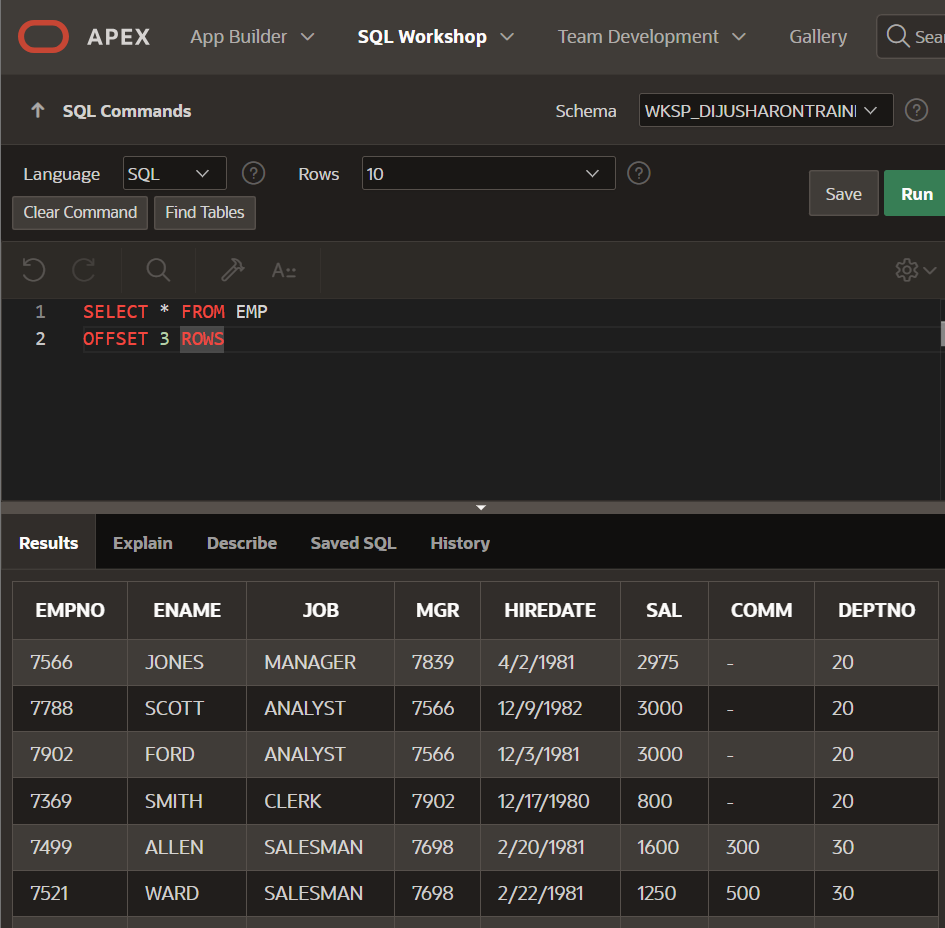 APEX App Builder SQL Workshop Team Development Gallery
SQL Commands Schema WKSP_DIJUSHARONTRAINI ?
Language SQL ? Rows 10 ?
Save Run
Clear Command Find Tables
A
1 SELECT * FROM EMP
2 OFFSET 3 ROWS
Results Explain Describe Saved SQL History
EMPNO ENAME JOB MGR HIREDATE SAL COMM DEPTNO
7566 JONES MANAGER 7839 4/2/1981 2975 - 20
7788 SCOTT ANALYST 7566 12/9/1982 3000 - 20
7902 FORD ANALYST 7566 12/3/1981 3000 - 20
7369 SMITH CLERK 7902 12/17/1980 800 - 20
7499 ALLEN SALESMAN 7698 2/20/1981 1600 300 30
7521 WARD SALESMAN 7698 2/22/1981 1250 500 30